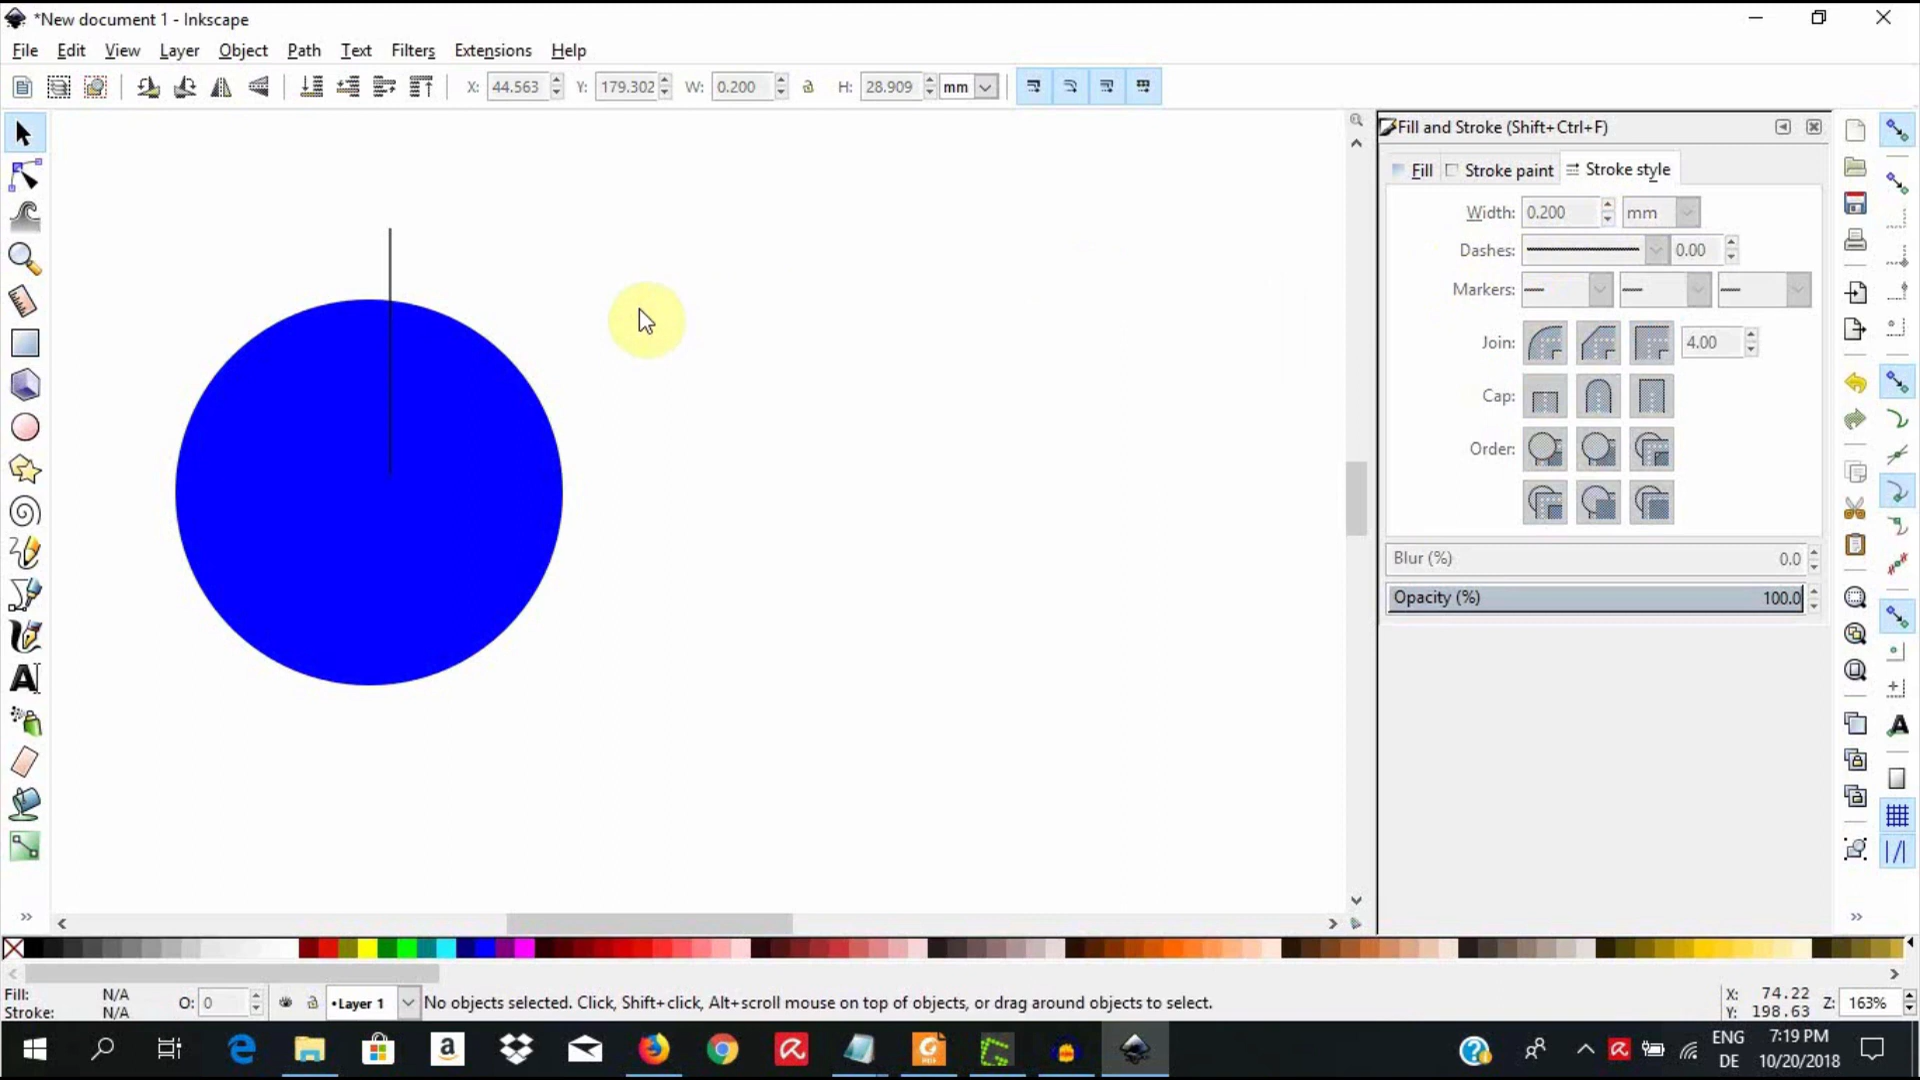 *New document 1 - Inkscape
File Edit View Layer Object Path Text Filters Extensions Help
X: 44.563 Y: 179.302 W: 0.200 H: 28.909 mm
Fill and Stroke (Shift+Ctrl+F)
Fill Stroke paint Stroke style
Width: 0.200 mm
Dashes: 0.00
Markers:
Join: 4.00
Cap:
Order:
Blur (%) 0.0
Opacity (%) 100.0
Fill: N/A
Stroke: N/A
O: 0
•Layer 1
No objects selected. Click, Shift+click, Alt+scroll mouse on top of objects, or drag around objects to select.
X: 74.22
Y: 198.63
Z: 163%
ENG
DE
7:19 PM
10/20/2018